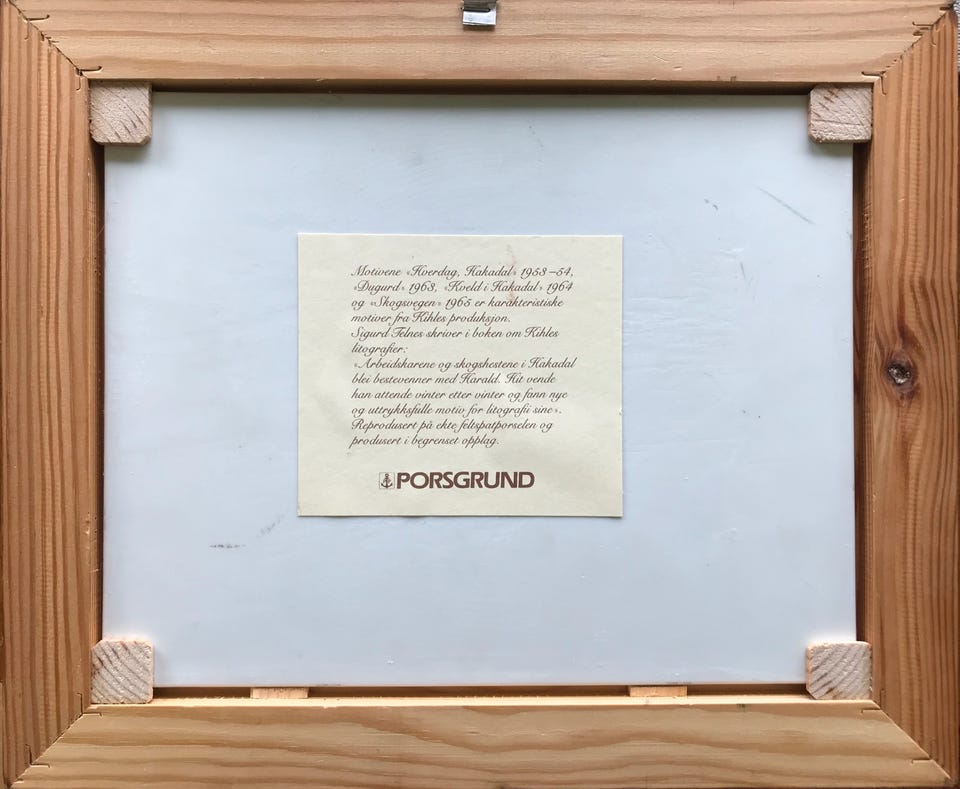 Motivene «Hverdag, Hakadal» 1953–54,
«Dugurd» 1963, «Kveld i Hakadal» 1964
og «Skogsvegen» 1965 er karakteristiske
motiver fra Kihles produksjon.
Sigurd Telnes skriver i boken om Kihles
litografier:
«Arbeidskarene og skogshestene i Hakadal
blei bestevenner med Harald. Hit vende
han attende vinter etter vinter og fann nye
og uttrykksfulle motiv for litografii sine».
Reprodusert på ekte feltspatporselen og
produsert i begrenset opplag.
PORSGRUND